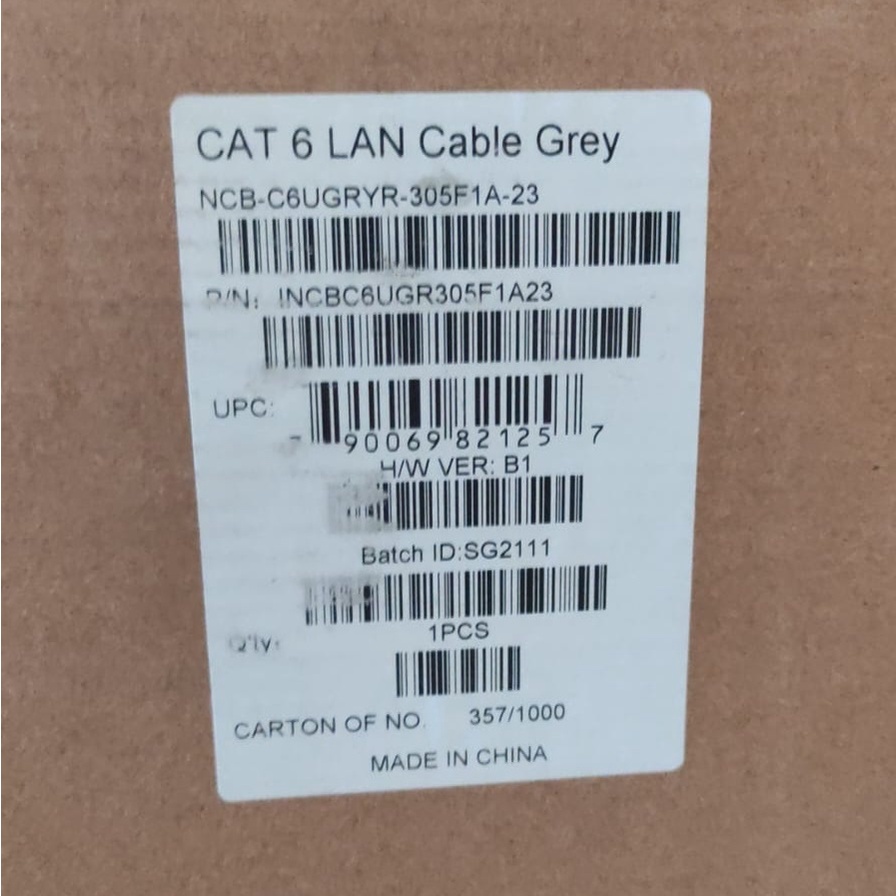 CAT 6 LAN Cable Grey
NCB-C6UGRYR-305F1A-23
P/N: INCBC6UGR305F1A23
UPC:
7 90069 82125 7
H/W VER: B1
Batch ID:SG2111
Q'ty: 1PCS
CARTON OF NO. 357/1000
MADE IN CHINA